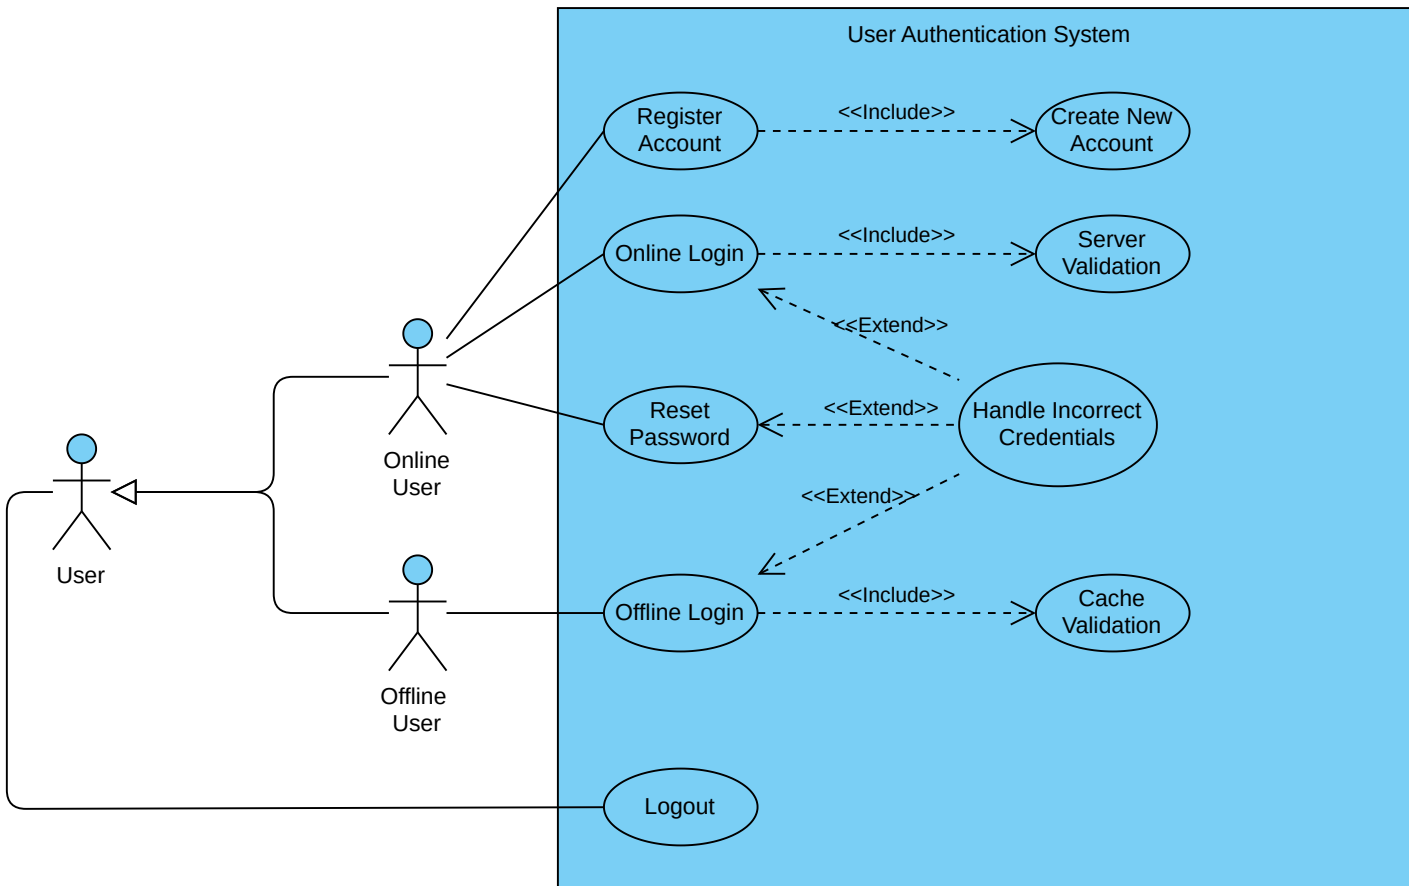 User Authentication System
Register
Account
<<Include>>
Create New
Account
Online Login
<<Include>>
Server
Validation
<<Extend>>
Reset
Password
<<Extend>>
Handle Incorrect
Credentials
Online
User
<<Extend>>
User
Offline Login
<<Include>>
Cache
Validation
Offline
User
Logout